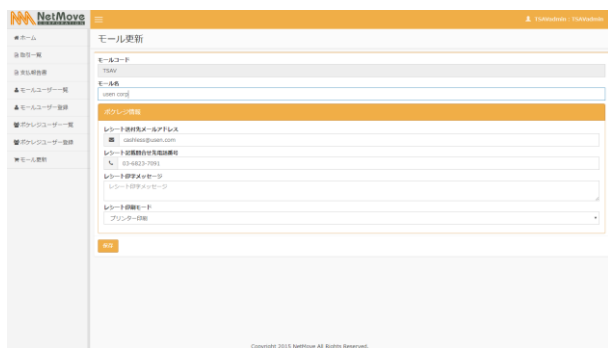 NetMove
CORPORATION
TSAVadmin : TSAVadmin
ホーム
取引一覧
支払報告書
モールユーザー一覧
モールユーザー登録
ポケレジユーザー一覧
ポケレジユーザー登録
モール更新
モール更新
モールコード
TSAV
モール名
usen corp
ポケレジ情報
レシート送付先メールアドレス
cashless@usen.com
レシート記載問合せ先電話番号
03-6823-7091
レシート印字メッセージ
レシート印字メッセージ
レシート印刷モード
プリンター印刷
保存
Copyright 2015 NetMove All Rights Reserved.